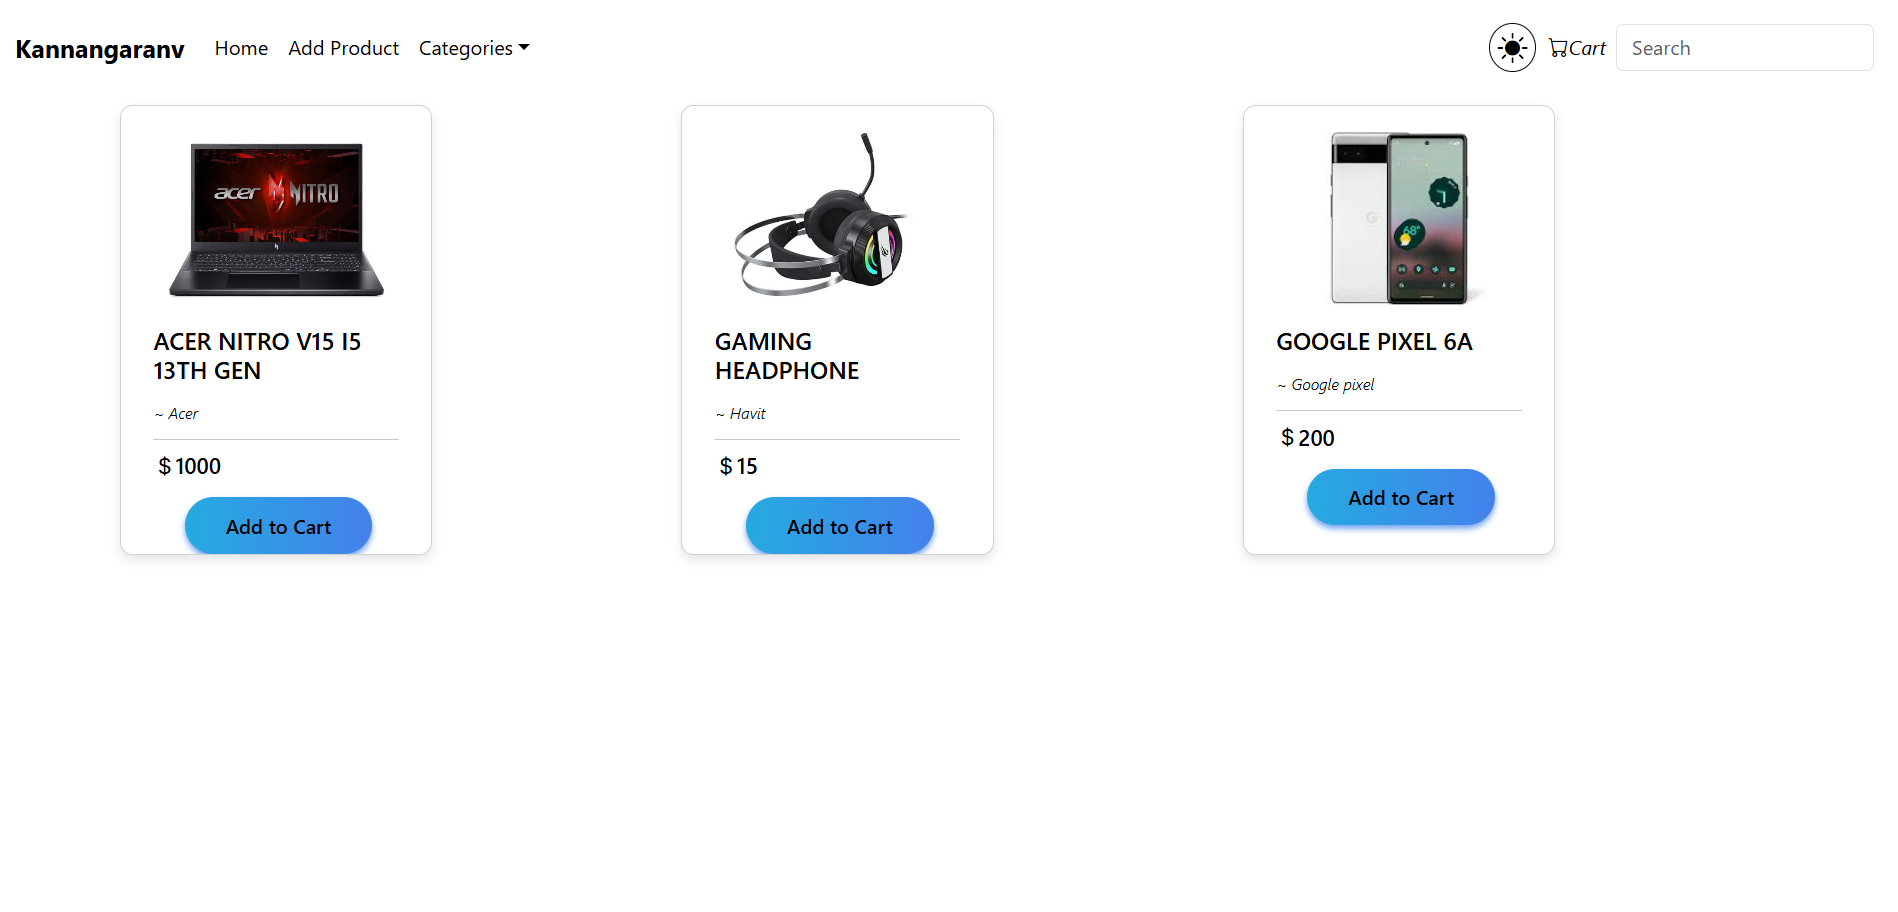 Kannangaranv Home Add Product Categories Cart Search
acer NITRO
ACER NITRO V15 I5
13TH GEN
~ Acer
$ 1000
Add to Cart
GAMING
HEADPHONE
~ Havit
$ 15
Add to Cart
G
68°
GOOGLE PIXEL 6A
~ Google pixel
$ 200
Add to Cart